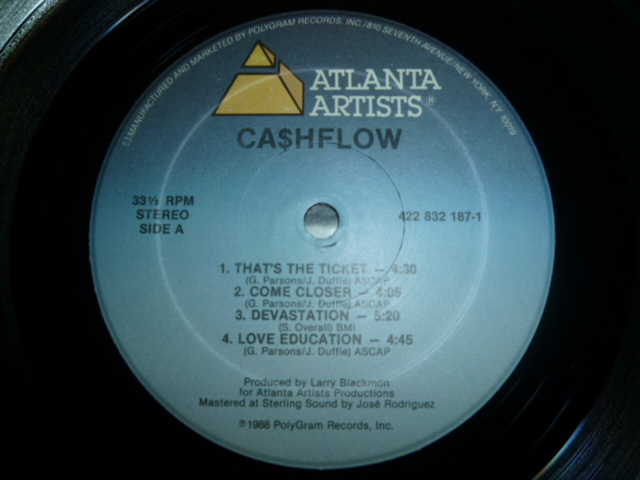 53 MANUFACTURED AND MARKETED BY POLYGRAM RECORDS, INC./810 SEVENTH AVENUE/NEW YORK, N.Y. 10019
ATLANTA
ARTISTS®
CA$HFLOW
33⅓ RPM
STEREO
SIDE A
422 832 187-1
1. THAT'S THE TICKET — 4:30
(G. Parsons/J. Duffie) ASCAP
2. COME CLOSER — 4:05
(G. Parsons/J. Duffie) ASCAP
3. DEVASTATION — 5:20
(S. Overall) BMI
4. LOVE EDUCATION — 4:45
(G. Parsons/J. Duffie) ASCAP
Produced by Larry Blackmon
for Atlanta Artists Productions
Mastered at Sterling Sound by José Rodriguez
℗1988 PolyGram Records, Inc.